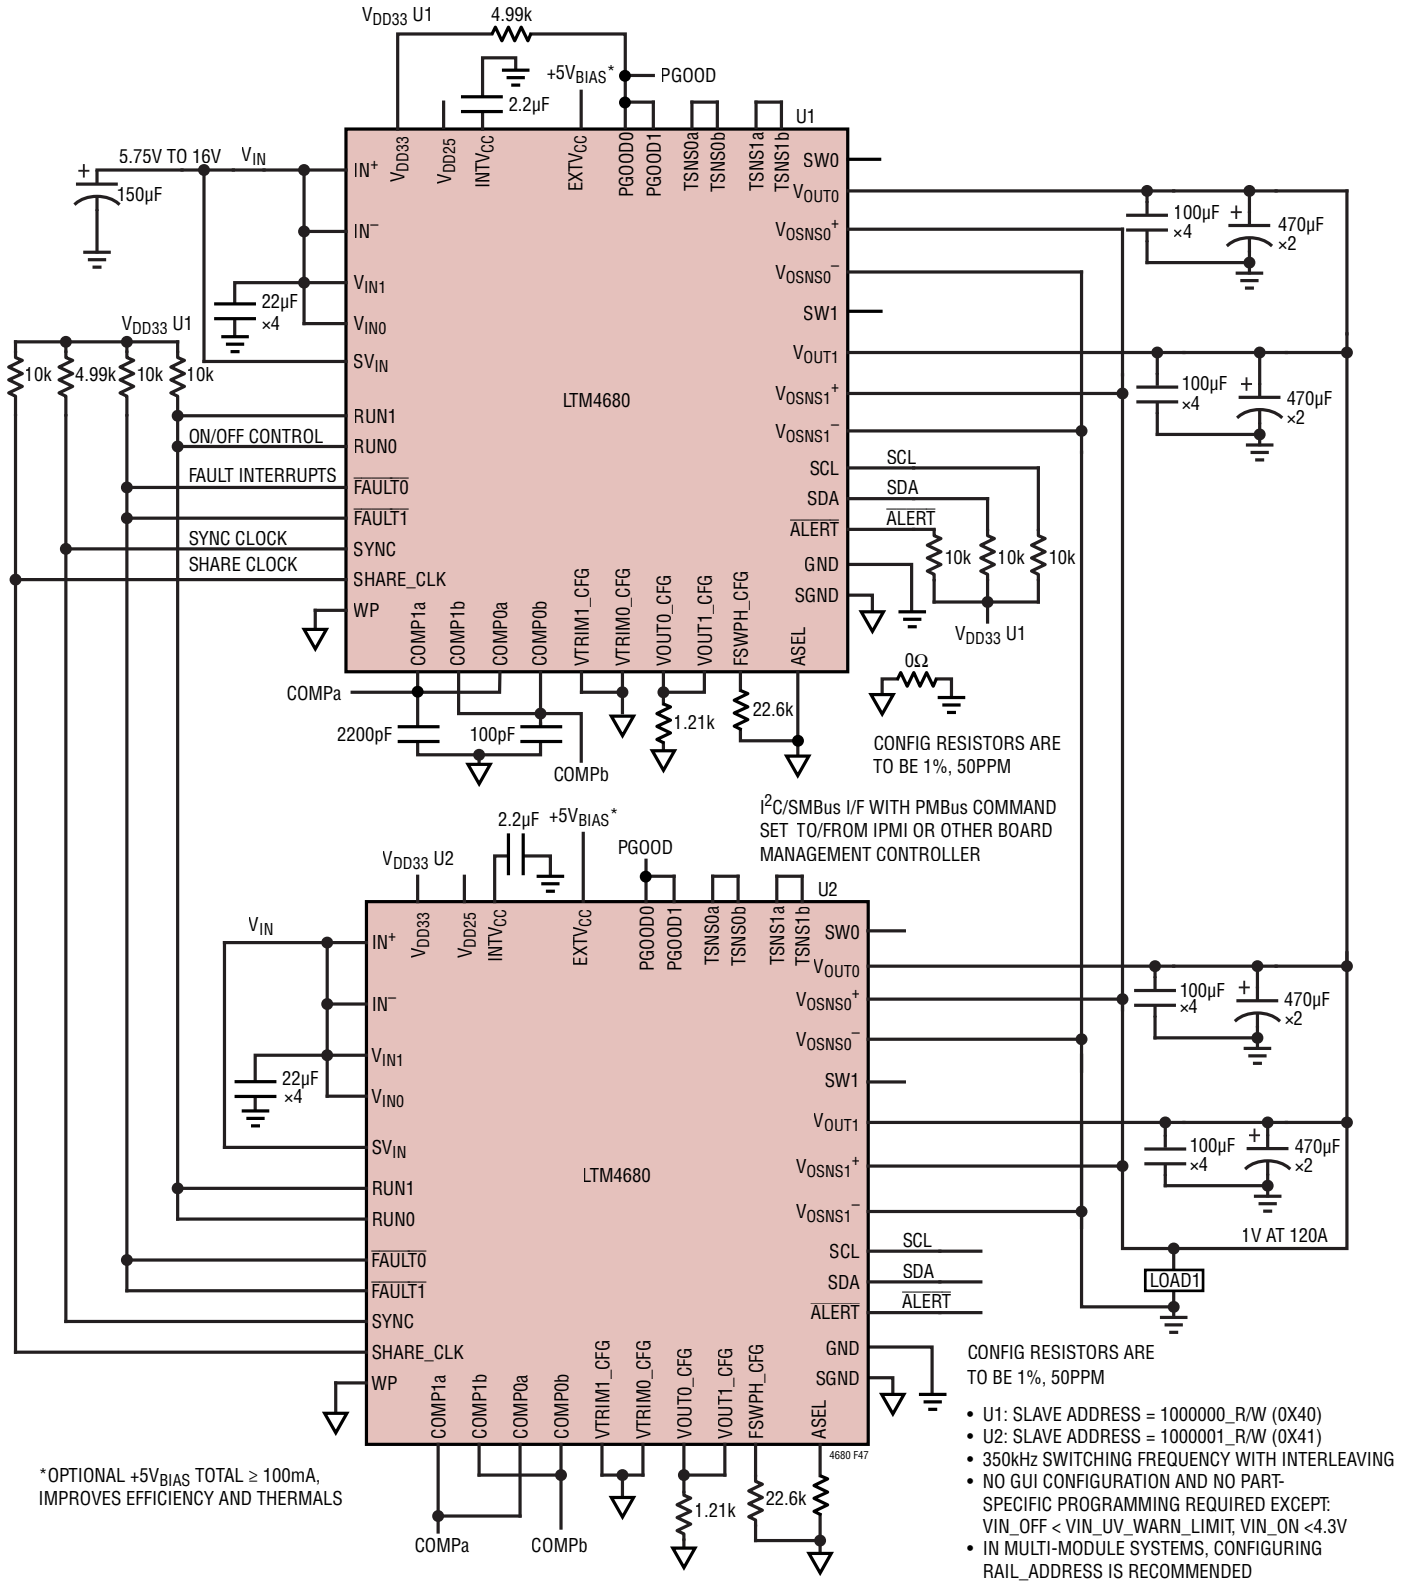 VDD33 U1
4.99k
+5VBIAS*
PGOOD
2.2µF
U1
5.75V TO 16V
VIN
+
150µF
22µF
×4
VDD33 U1
10k
4.99k
10k
10k
ON/OFF CONTROL
FAULT INTERRUPTS
SYNC CLOCK
SHARE CLOCK
VDD33
VDD25
INTVCC
EXTVCC
PGOOD0
PGOOD1
TSNS0a
TSNS0b
TSNS1a
TSNS1b
IN+
IN–
VIN1
VIN0
SVIN
RUN1
RUN0
FAULT0
FAULT1
SYNC
SHARE_CLK
WP
LTM4680
SW0
VOUT0
VOSNS0+
VOSNS0–
SW1
VOUT1
VOSNS1+
VOSNS1–
SCL
SDA
ALERT
GND
SGND
COMP1a
COMP1b
COMP0a
COMP0b
VTRIM1_CFG
VTRIM0_CFG
VOUT0_CFG
VOUT1_CFG
FSWPH_CFG
ASEL
100µF
×4
+
470µF
×2
100µF
×4
+
470µF
×2
SCL
SDA
ALERT
10k
10k
10k
VDD33 U1
0Ω
COMPa
2200pF
100pF
COMPb
1.21k
22.6k
CONFIG RESISTORS ARE
TO BE 1%, 50PPM
I2C/SMBus I/F WITH PMBus COMMAND
SET TO/FROM IPMI OR OTHER BOARD
MANAGEMENT CONTROLLER
2.2µF
+5VBIAS*
VDD33 U2
PGOOD
U2
VIN
22µF
×4
VDD33
VDD25
INTVCC
EXTVCC
PGOOD0
PGOOD1
TSNS0a
TSNS0b
TSNS1a
TSNS1b
IN+
IN–
VIN1
VIN0
SVIN
RUN1
RUN0
FAULT0
FAULT1
SYNC
SHARE_CLK
WP
LTM4680
SW0
VOUT0
VOSNS0+
VOSNS0–
SW1
VOUT1
VOSNS1+
VOSNS1–
SCL
SDA
ALERT
GND
SGND
COMP1a
COMP1b
COMP0a
COMP0b
VTRIM1_CFG
VTRIM0_CFG
VOUT0_CFG
VOUT1_CFG
FSWPH_CFG
ASEL
4680 F47
100µF
×4
+
470µF
×2
100µF
×4
+
470µF
×2
1V AT 120A
LOAD1
SCL
SDA
ALERT
COMPa
COMPb
1.21k
22.6k
*OPTIONAL +5VBIAS TOTAL ≥ 100mA,
IMPROVES EFFICIENCY AND THERMALS
CONFIG RESISTORS ARE
TO BE 1%, 50PPM
• U1: SLAVE ADDRESS = 1000000_R/W (0X40)
• U2: SLAVE ADDRESS = 1000001_R/W (0X41)
• 350kHz SWITCHING FREQUENCY WITH INTERLEAVING
• NO GUI CONFIGURATION AND NO PART-
SPECIFIC PROGRAMMING REQUIRED EXCEPT:
VIN_OFF < VIN_UV_WARN_LIMIT, VIN_ON <4.3V
• IN MULTI-MODULE SYSTEMS, CONFIGURING
RAIL_ADDRESS IS RECOMMENDED